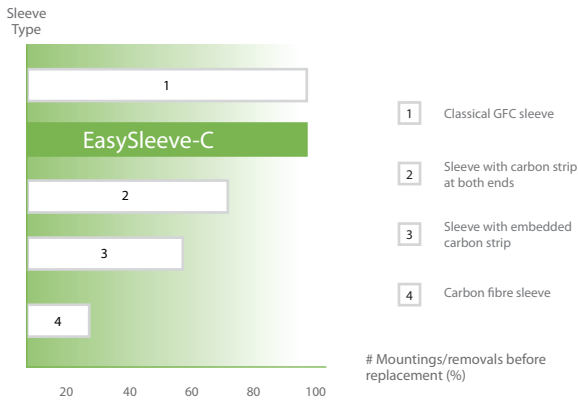 Sleeve
Type
1
EasySleeve-C
2
3
4
20 40 60 80 100
1 Classical GFC sleeve
2 Sleeve with carbon strip
at both ends
3 Sleeve with embedded
carbon strip
4 Carbon fibre sleeve
# Mountings/removals before
replacement (%)